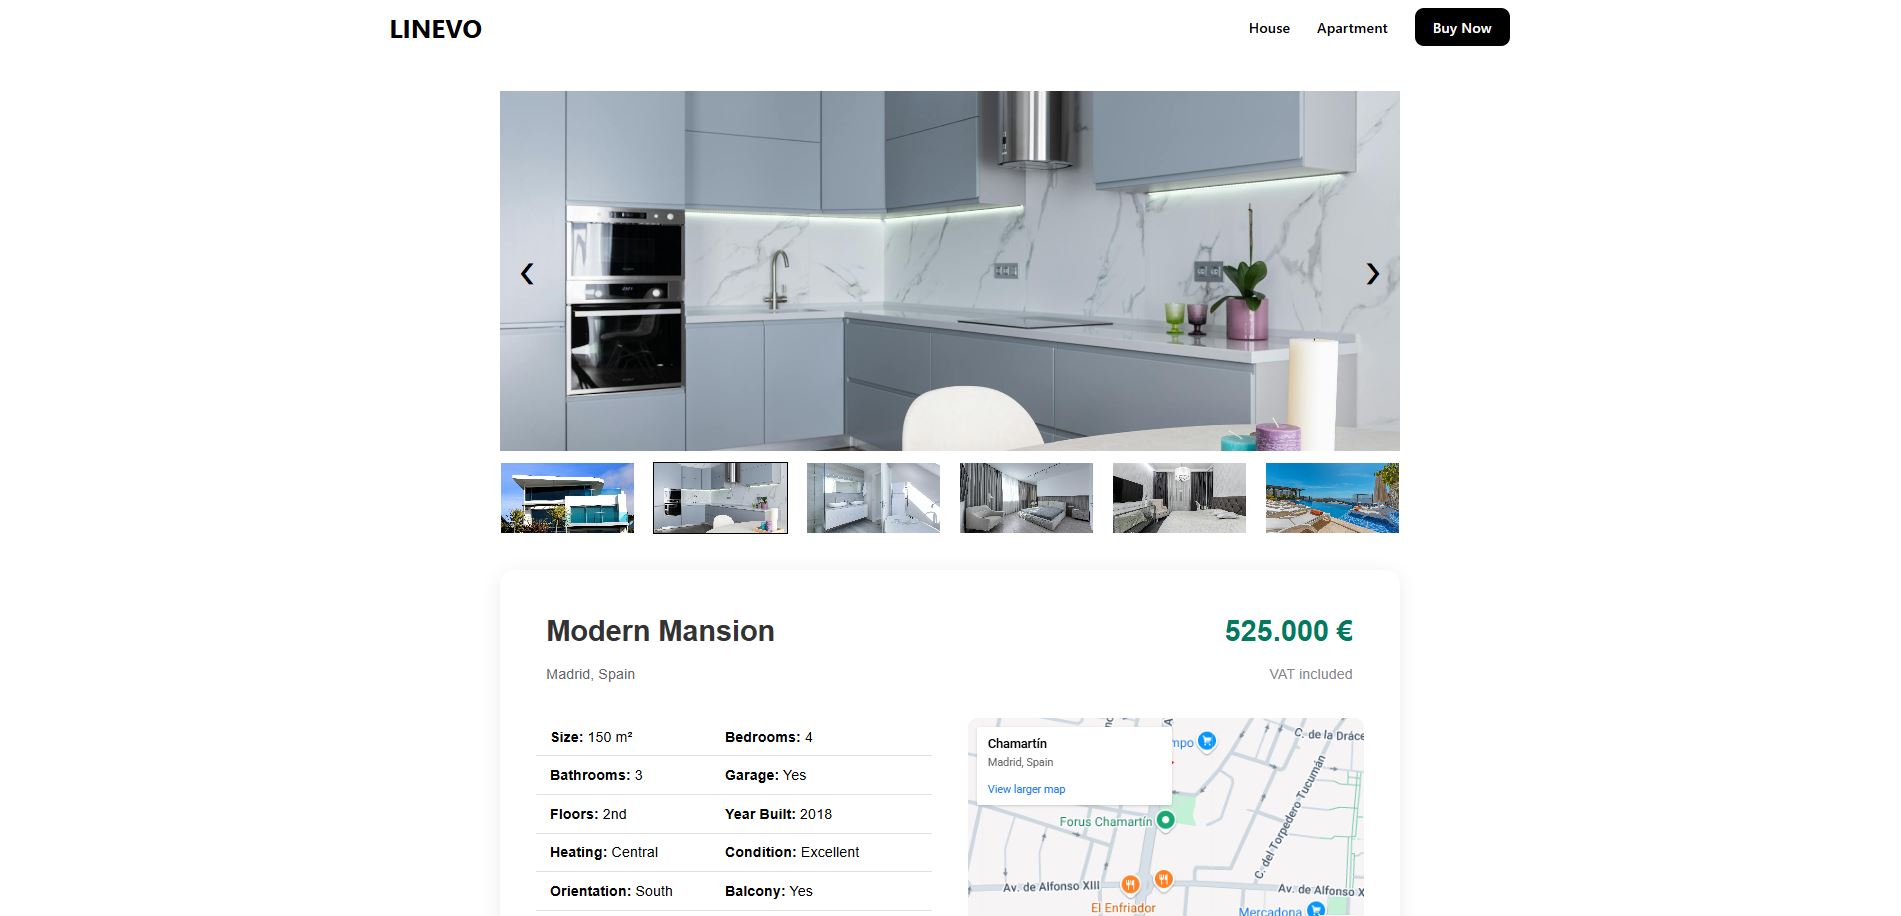 LINEVO
House Apartment Buy Now
❮ ❯
Modern Mansion 525.000 €
Madrid, Spain VAT included
Size: 150 m² Bedrooms: 4
Bathrooms: 3 Garage: Yes
Floors: 2nd Year Built: 2018
Heating: Central Condition: Excellent
Orientation: South Balcony: Yes
Chamartín
Madrid, Spain
View larger map
mpo
C. de la Dráce
Forus Chamartín
C. del Torpedero Tucumán
Av. de Alfonso XIII
Av. de Alfonso X
El Enfriador
Mercadona